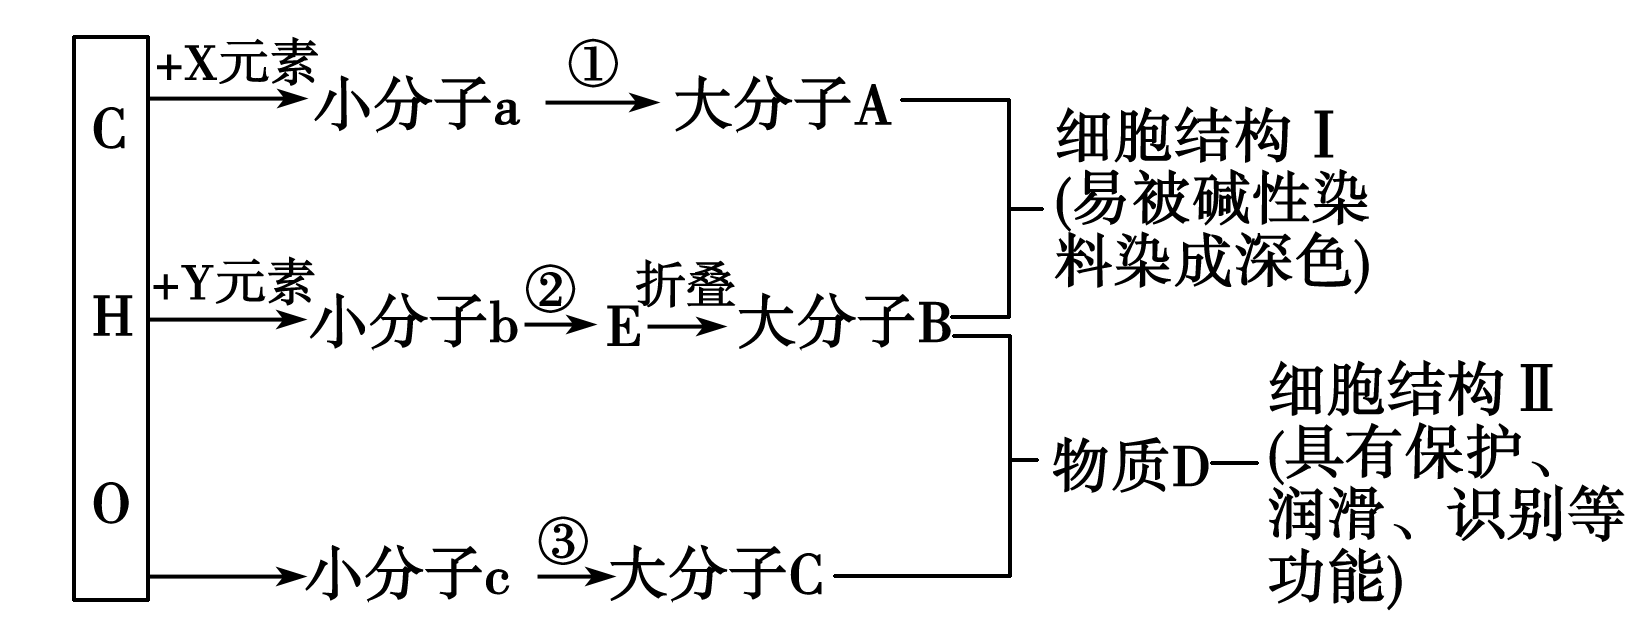 C
H
O
+X元素
小分子a
①
大分子A
细胞结构Ⅰ
(易被碱性染
料染成深色)
+Y元素
小分子b
②
E
折叠
大分子B
细胞结构Ⅱ
(具有保护、
润滑、识别等
功能)
物质D
小分子c
③
大分子C